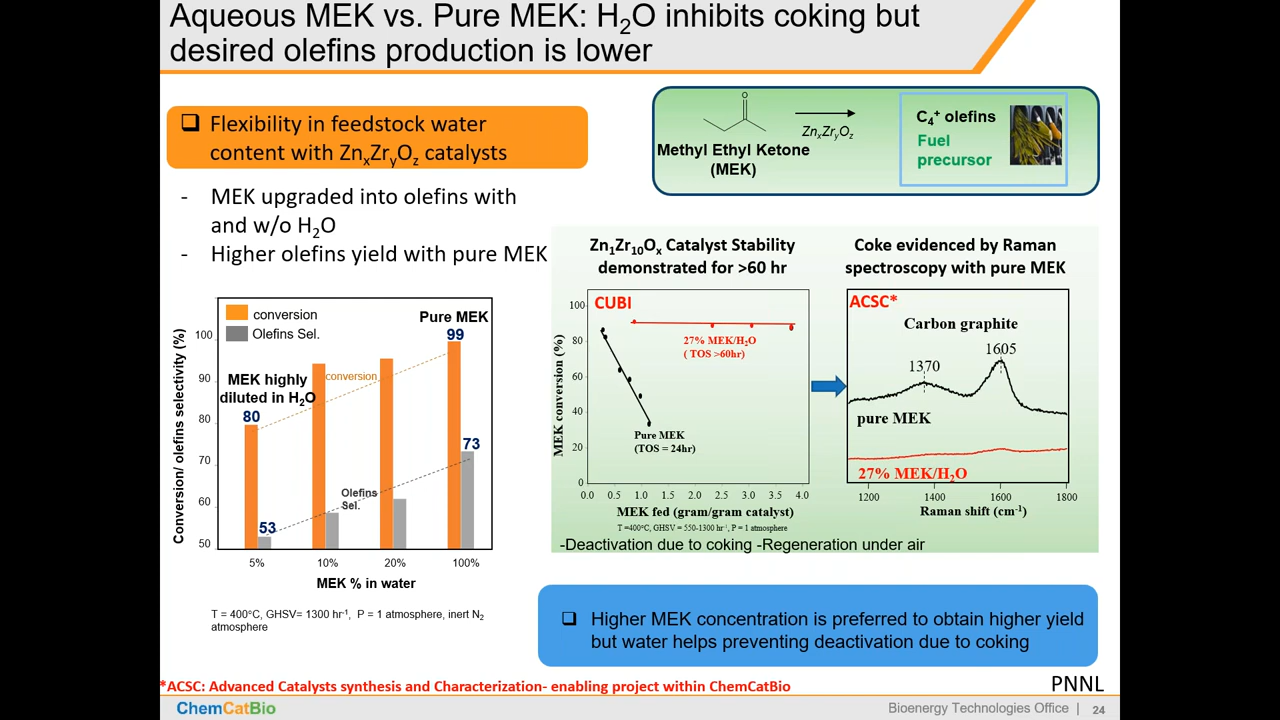 Aqueous MEK vs. Pure MEK: H₂O inhibits coking but
desired olefins production is lower
❑ Flexibility in feedstock water
content with ZnₓZrᵧO_z catalysts
- MEK upgraded into olefins with
and w/o H₂O
- Higher olefins yield with pure MEK
O
Methyl Ethyl Ketone
(MEK)
ZnₓZrᵧO_z
C₄⁺ olefins
Fuel
precursor
conversion
Olefins Sel.
Pure MEK
99
MEK highly
diluted in H₂O
80
conversion
73
Olefins
Sel.
53
Conversion/ olefins selectivity (%)
100
90
80
70
60
50
5%
10%
20%
100%
MEK % in water
T = 400°C, GHSV= 1300 hr⁻¹, P = 1 atmosphere, inert N₂
atmosphere
Zn₁Zr₁₀Oₓ Catalyst Stability
demonstrated for >60 hr
CUBI
27% MEK/H₂O
( TOS >60hr)
Pure MEK
(TOS = 24hr)
MEK conversion (%)
100
80
60
40
20
0
0.0
0.5
1.0
1.5
2.0
2.5
3.0
3.5
4.0
MEK fed (gram/gram catalyst)
T =400°C, GHSV = 550-1300 hr⁻¹, P = 1 atmosphere
Coke evidenced by Raman
spectroscopy with pure MEK
ACSC*
Carbon graphite
1605
1370
pure MEK
27% MEK/H₂O
1200
1400
1600
1800
Raman shift (cm⁻¹)
-Deactivation due to coking -Regeneration under air
❑ Higher MEK concentration is preferred to obtain higher yield
but water helps preventing deactivation due to coking
*ACSC: Advanced Catalysts synthesis and Characterization- enabling project within ChemCatBio
PNNL
ChemCatBio
Bioenergy Technologies Office | 24